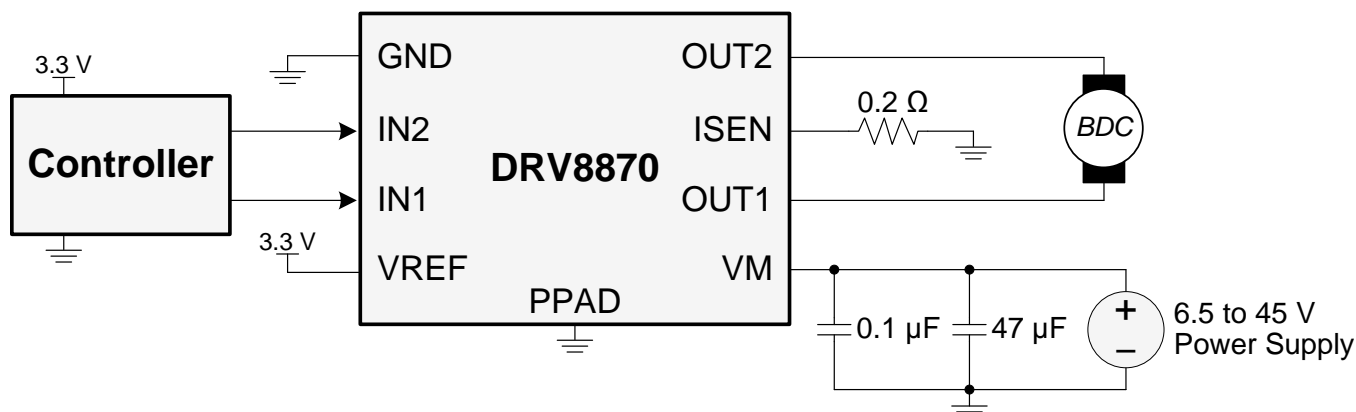 3.3 V
Controller
3.3 V
GND
IN2
IN1
VREF
DRV8870
PPAD
OUT2
ISEN
OUT1
VM
0.2 Ω
BDC
0.1 µF
47 µF
+
−
6.5 to 45 V
Power Supply